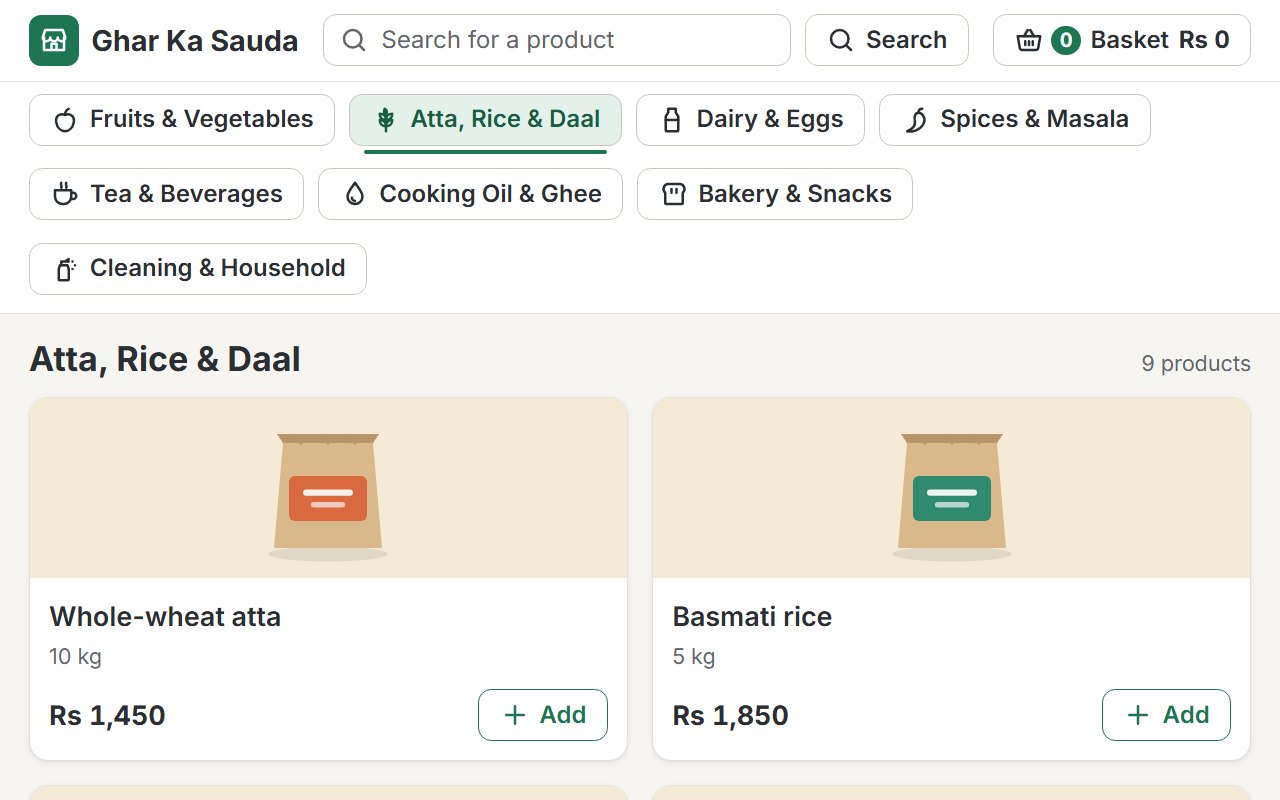 Ghar Ka Sauda
Search for a product
Search
0 Basket Rs 0
Fruits & Vegetables
Atta, Rice & Daal
Dairy & Eggs
Spices & Masala
Tea & Beverages
Cooking Oil & Ghee
Bakery & Snacks
Cleaning & Household
Atta, Rice & Daal
9 products
Whole-wheat atta
10 kg
Rs 1,450
Add
Basmati rice
5 kg
Rs 1,850
Add